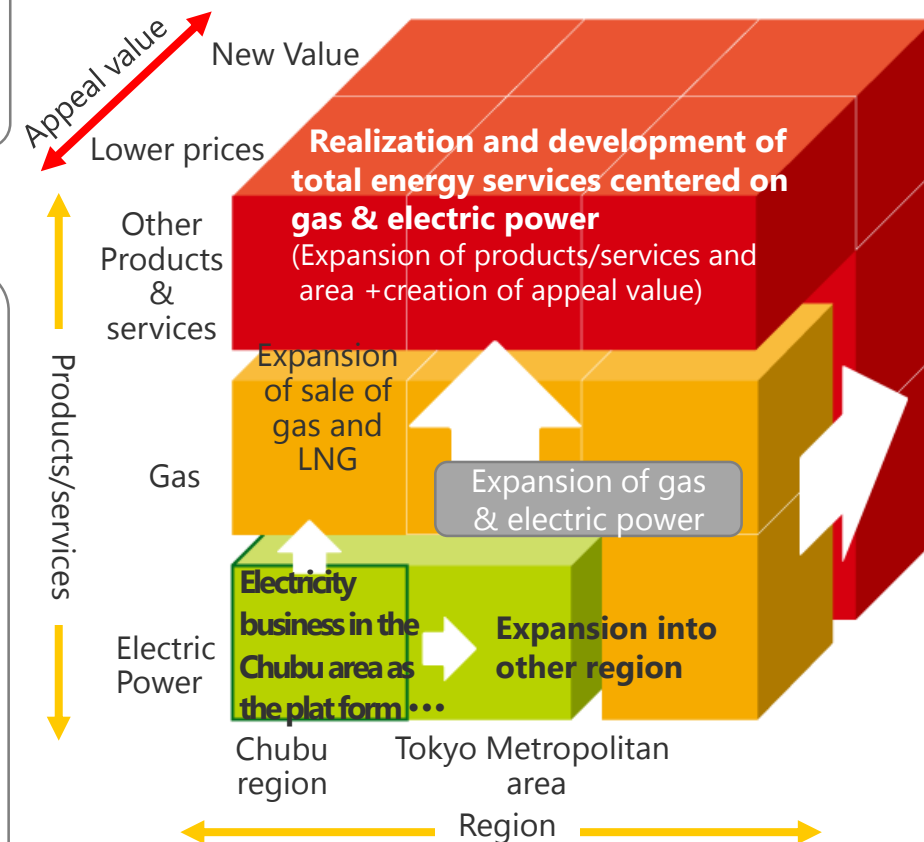 New Value
Appeal value
Lower prices
Realization and development of
total energy services centered on
gas & electric power
(Expansion of products/services and
area +creation of appeal value)
Other
Products
&
services
Products/services
Expansion
of sale of
gas and
LNG
Gas
Expansion of gas
& electric power
Electricity
business in the
Chubu area as
the plat form •••
Expansion into
other region
Electric
Power
Chubu
region
Tokyo Metropolitan
area
Region